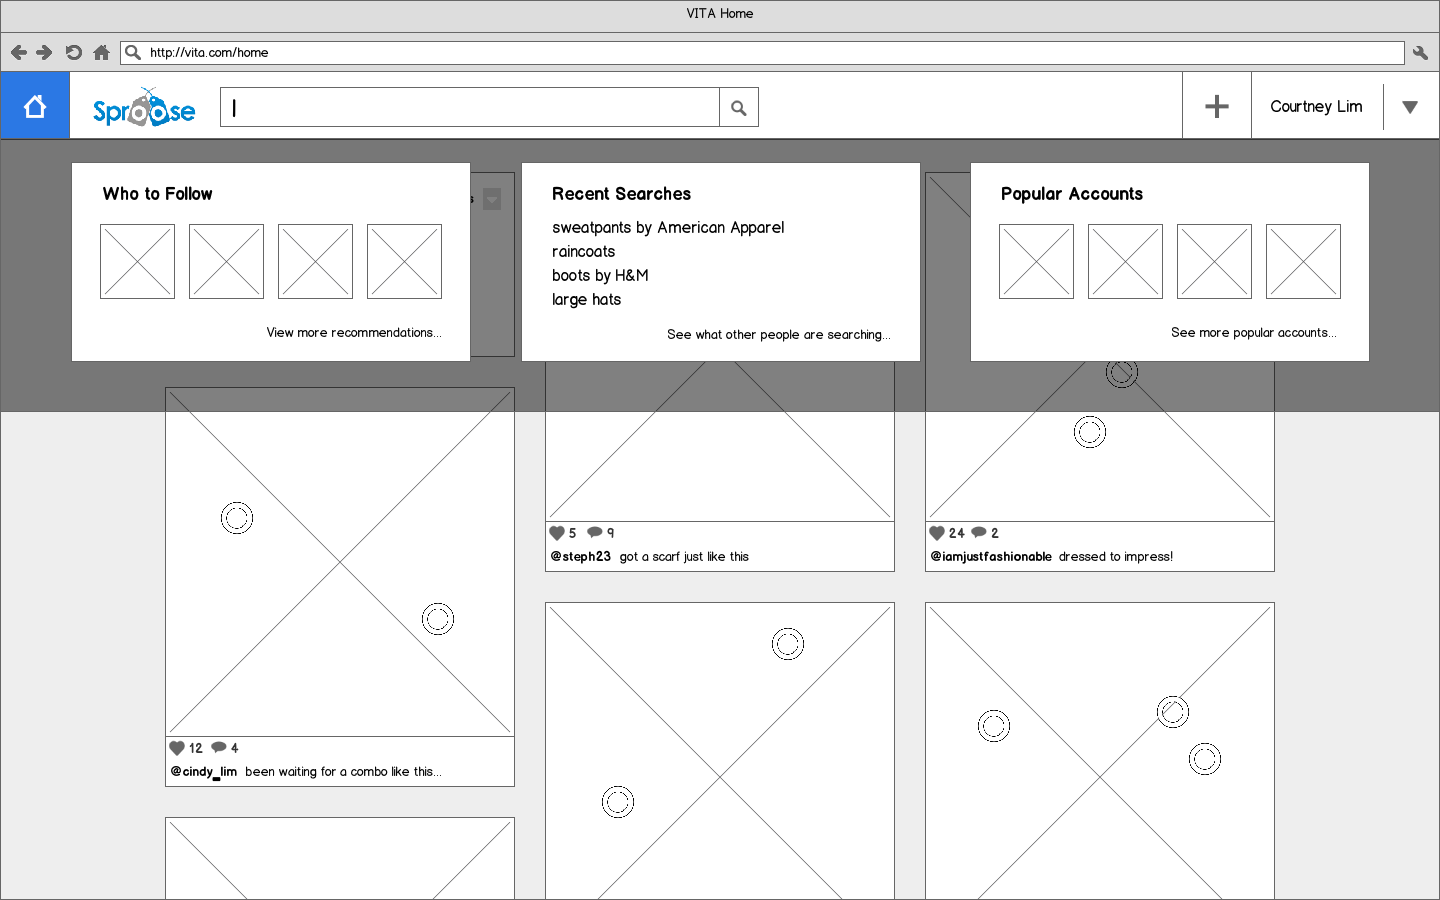 VITA Home
http://vita.com/home
Sproose
Courtney Lim
Who to Follow
View more recommendations...
s
Recent Searches
sweatpants by American Apparel
raincoats
boots by H&M
large hats
See what other people are searching...
Popular Accounts
See more popular accounts...
5 9
@steph23 got a scarf just like this
24 2
@iamjustfashionable dressed to impress!
12 4
@cindy_lim been waiting for a combo like this...